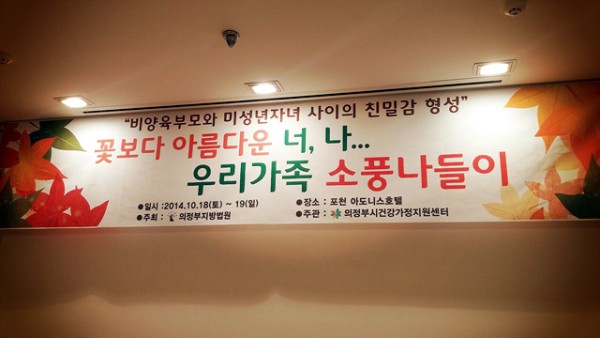 "비양육부모와 미성년자녀 사이의 친밀감 형성"
꽃보다 아름다운 너, 나...
우리가족 소풍나들이
●일시 : 2014.10.18(토) ~ 19(일)
●장소 : 포천 아도니스호텔
●주최 : 의정부지방법원
●주관 : 의정부시건강가정지원센터